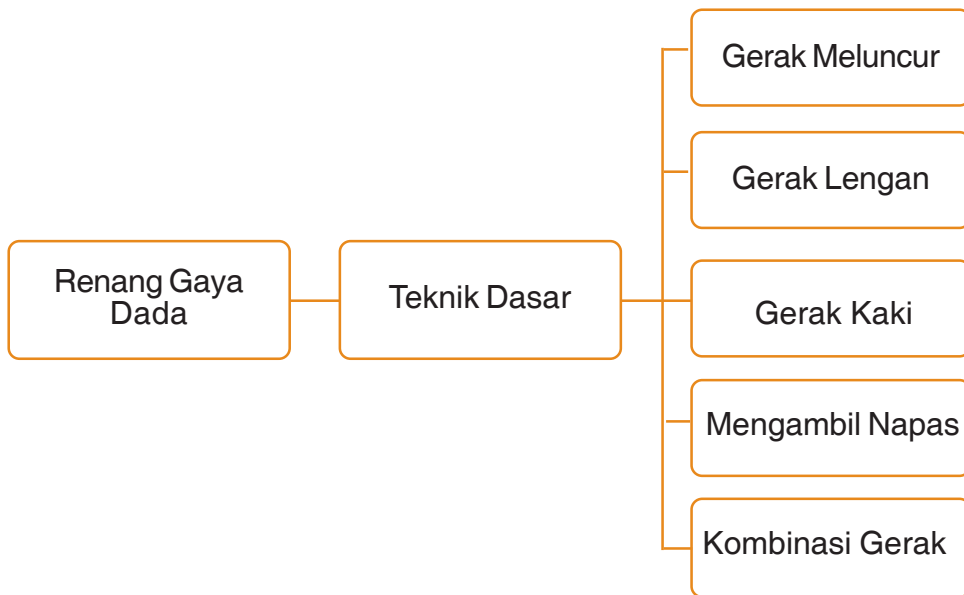 Renang Gaya
Dada
Teknik Dasar
Gerak Meluncur
Gerak Lengan
Gerak Kaki
Mengambil Napas
Kombinasi Gerak